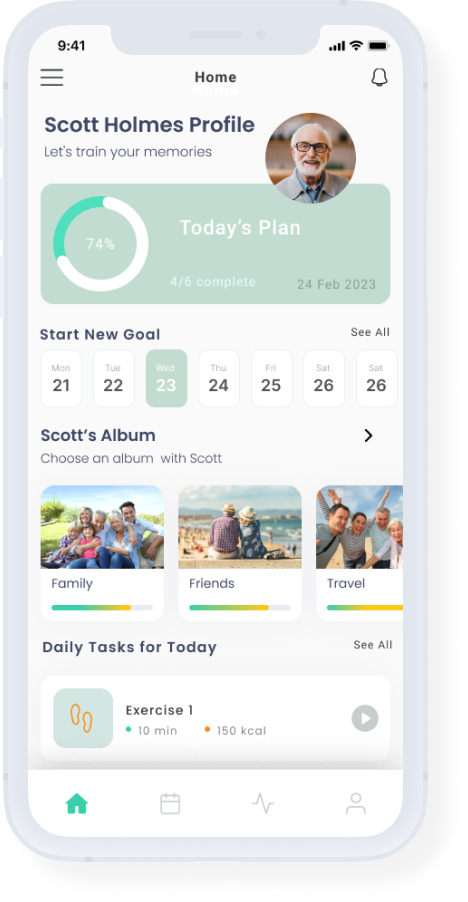 9:41
Home
Home
Scott Holmes Profile
Let's train your memories
74%
Today's Plan
4/6 complete
24 Feb 2023
Start New Goal
See All
Mon Tue Wed Thu Fri Sat Sat
21 22 23 24 25 26 26
Scott's Album
Choose an album with Scott
Family Friends Travel
Daily Tasks for Today
See All
Exercise 1
10 min 150 kcal